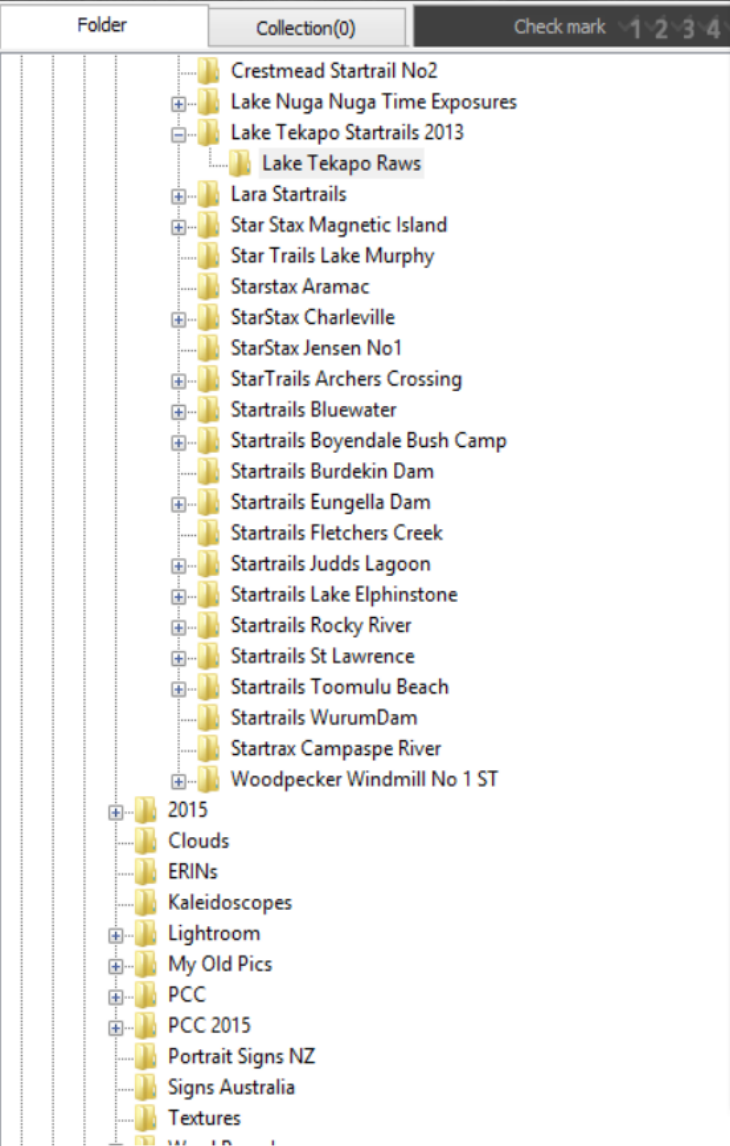 Folder Collection(0) Check mark 1 2 3 4
Crestmead Startrail No2
Lake Nuga Nuga Time Exposures
Lake Tekapo Startrails 2013
Lake Tekapo Raws
Lara Startrails
Star Stax Magnetic Island
Star Trails Lake Murphy
Starstax Aramac
StarStax Charleville
StarStax Jensen No1
StarTrails Archers Crossing
Startrails Bluewater
Startrails Boyendale Bush Camp
Startrails Burdekin Dam
Startrails Eungella Dam
Startrails Fletchers Creek
Startrails Judds Lagoon
Startrails Lake Elphinstone
Startrails Rocky River
Startrails St Lawrence
Startrails Toomulu Beach
Startrails WurumDam
Startrax Campaspe River
Woodpecker Windmill No 1 ST
2015
Clouds
ERINs
Kaleidoscopes
Lightroom
My Old Pics
PCC
PCC 2015
Portrait Signs NZ
Signs Australia
Textures